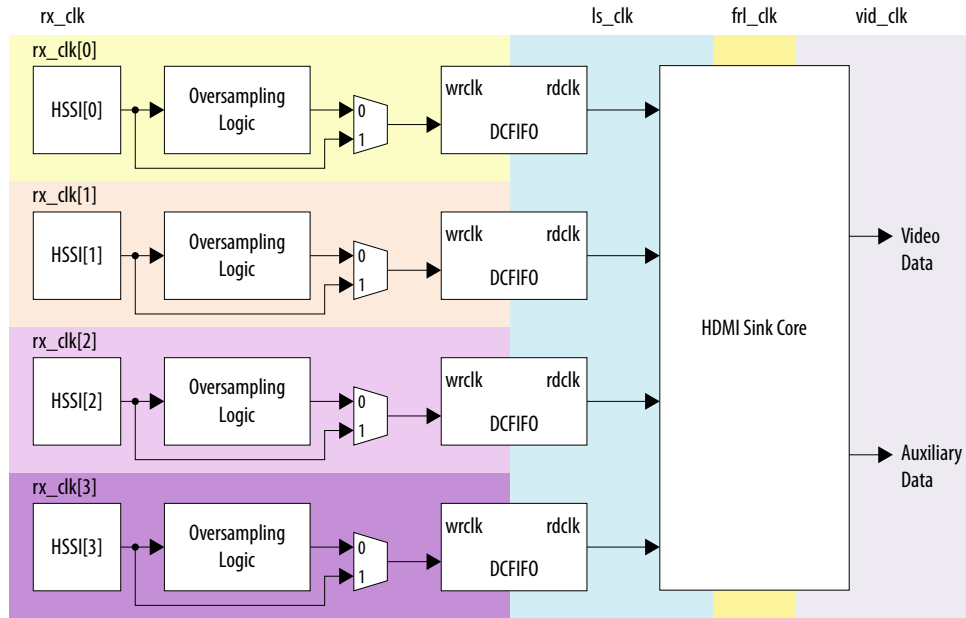 rx_clk ls_clk frl_clk vid_clk
rx_clk[0]
HSSI[0]
Oversampling
Logic
0
1
wrclk rdclk
DCFIFO
rx_clk[1]
HSSI[1]
Oversampling
Logic
0
1
wrclk rdclk
DCFIFO
rx_clk[2]
HSSI[2]
Oversampling
Logic
0
1
wrclk rdclk
DCFIFO
rx_clk[3]
HSSI[3]
Oversampling
Logic
0
1
wrclk rdclk
DCFIFO
HDMI Sink Core
Video
Data
Auxiliary
Data